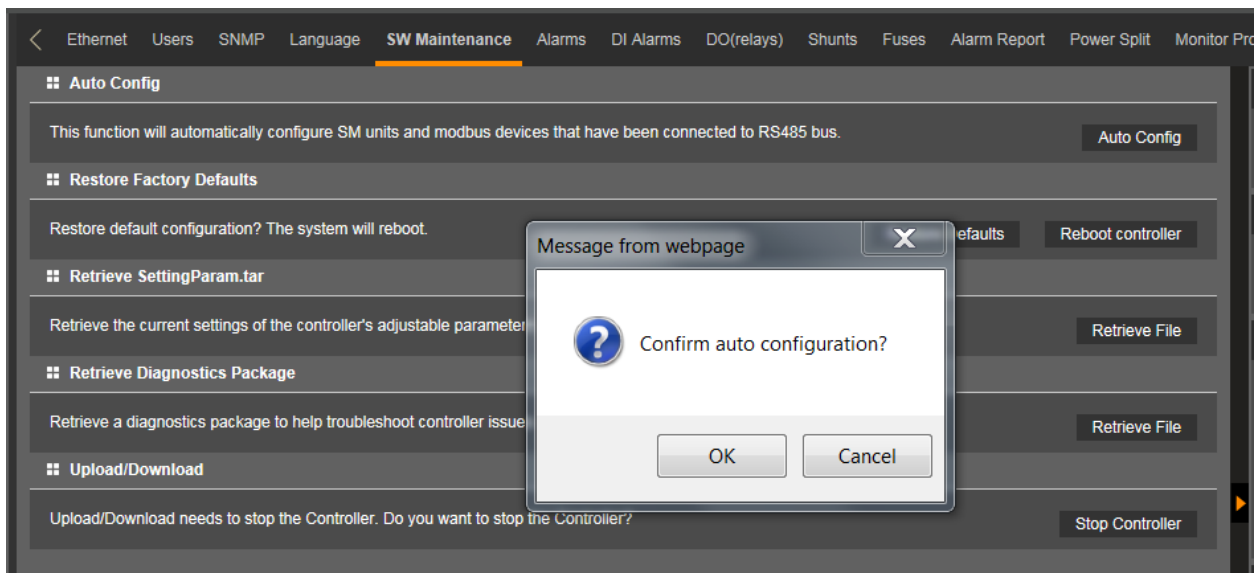 Ethernet Users SNMP Language SW Maintenance Alarms DI Alarms DO(relays) Shunts Fuses Alarm Report Power Split Monitor
Auto Config
This function will automatically configure SM units and modbus devices that have been connected to RS485 bus.
Auto Config
Restore Factory Defaults
Restore default configuration? The system will reboot.
Reboot controller
Retrieve SettingParam.tar
Retrieve the current settings of the controller's adjustable
Retrieve File
Retrieve Diagnostics Package
Retrieve a diagnostics package to help troubleshoot controller
Retrieve File
Upload/Download
Upload/Download needs to stop the Controller. Do you want to stop the Controller?
Stop Controller
Message from webpage
Confirm auto configuration?
OK Cancel